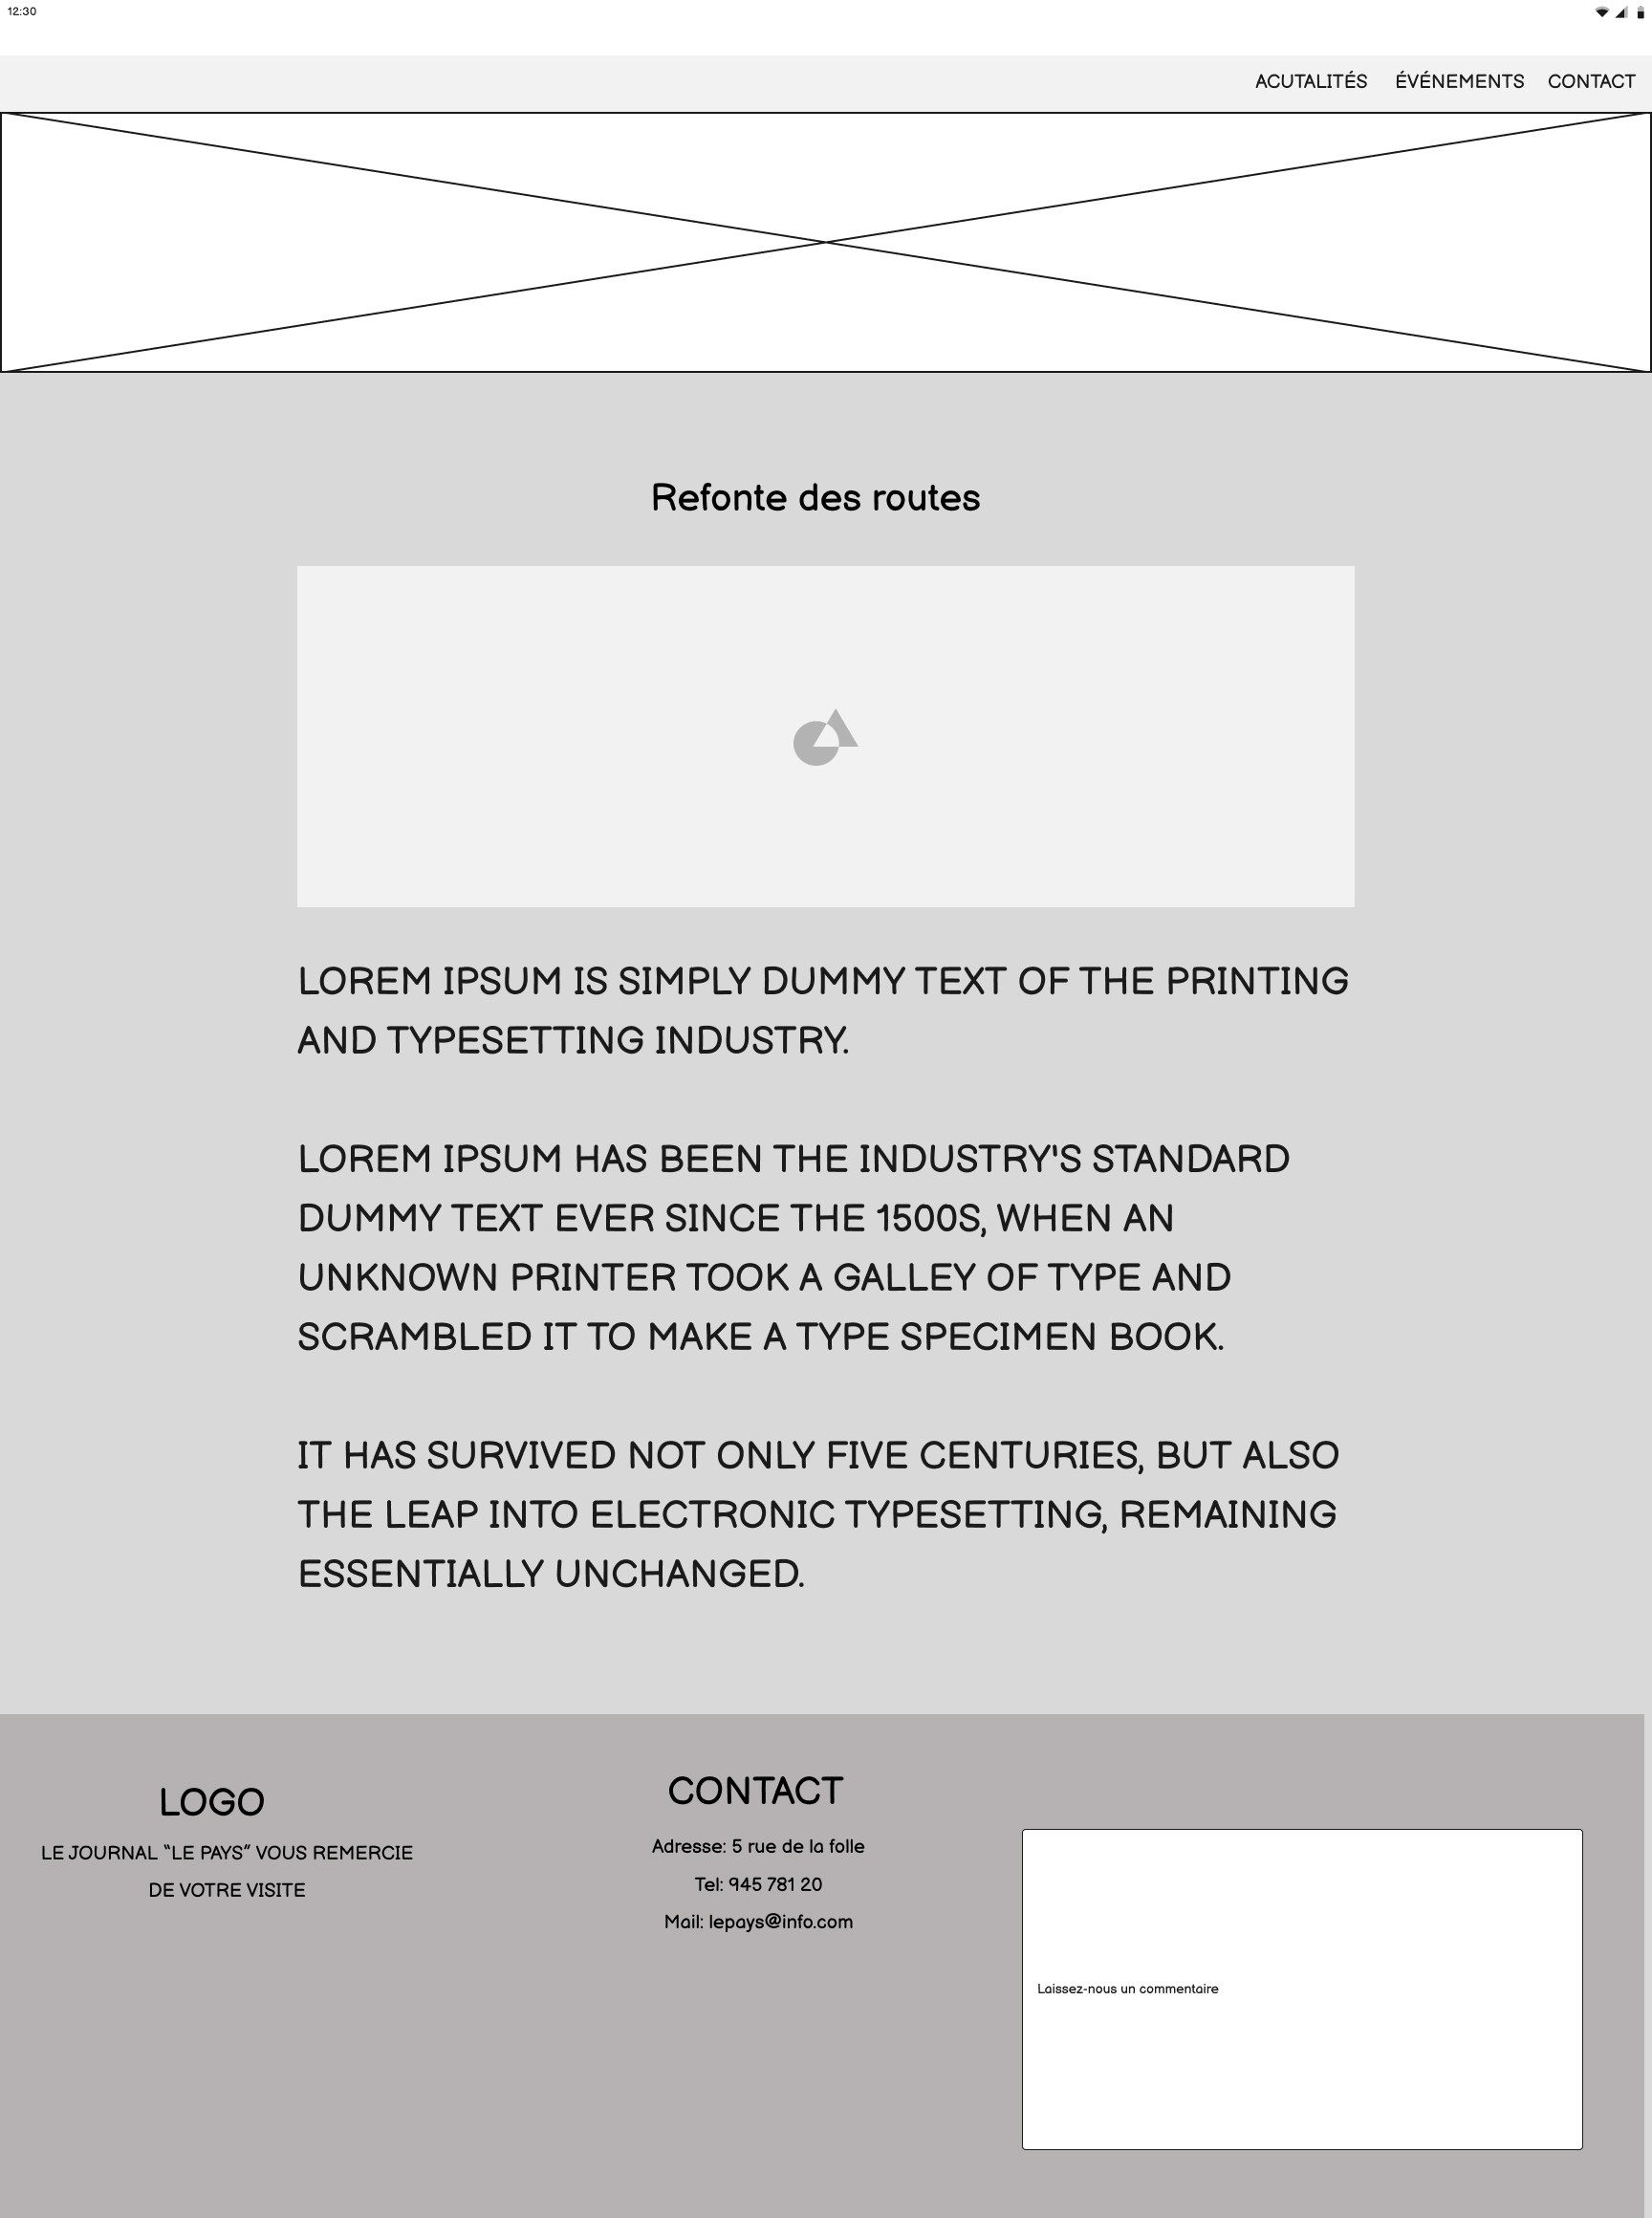 12:30
ACUTALITÉS ÉVÉNEMENTS CONTACT
Refonte des routes
LOREM IPSUM IS SIMPLY DUMMY TEXT OF THE PRINTING
AND TYPESETTING INDUSTRY.
LOREM IPSUM HAS BEEN THE INDUSTRY'S STANDARD
DUMMY TEXT EVER SINCE THE 1500S, WHEN AN
UNKNOWN PRINTER TOOK A GALLEY OF TYPE AND
SCRAMBLED IT TO MAKE A TYPE SPECIMEN BOOK.
IT HAS SURVIVED NOT ONLY FIVE CENTURIES, BUT ALSO
THE LEAP INTO ELECTRONIC TYPESETTING, REMAINING
ESSENTIALLY UNCHANGED.
LOGO
LE JOURNAL “LE PAYS” VOUS REMERCIE
DE VOTRE VISITE
CONTACT
Adresse: 5 rue de la folle
Tel: 945 781 20
Mail: lepays@info.com
Laissez-nous un commentaire